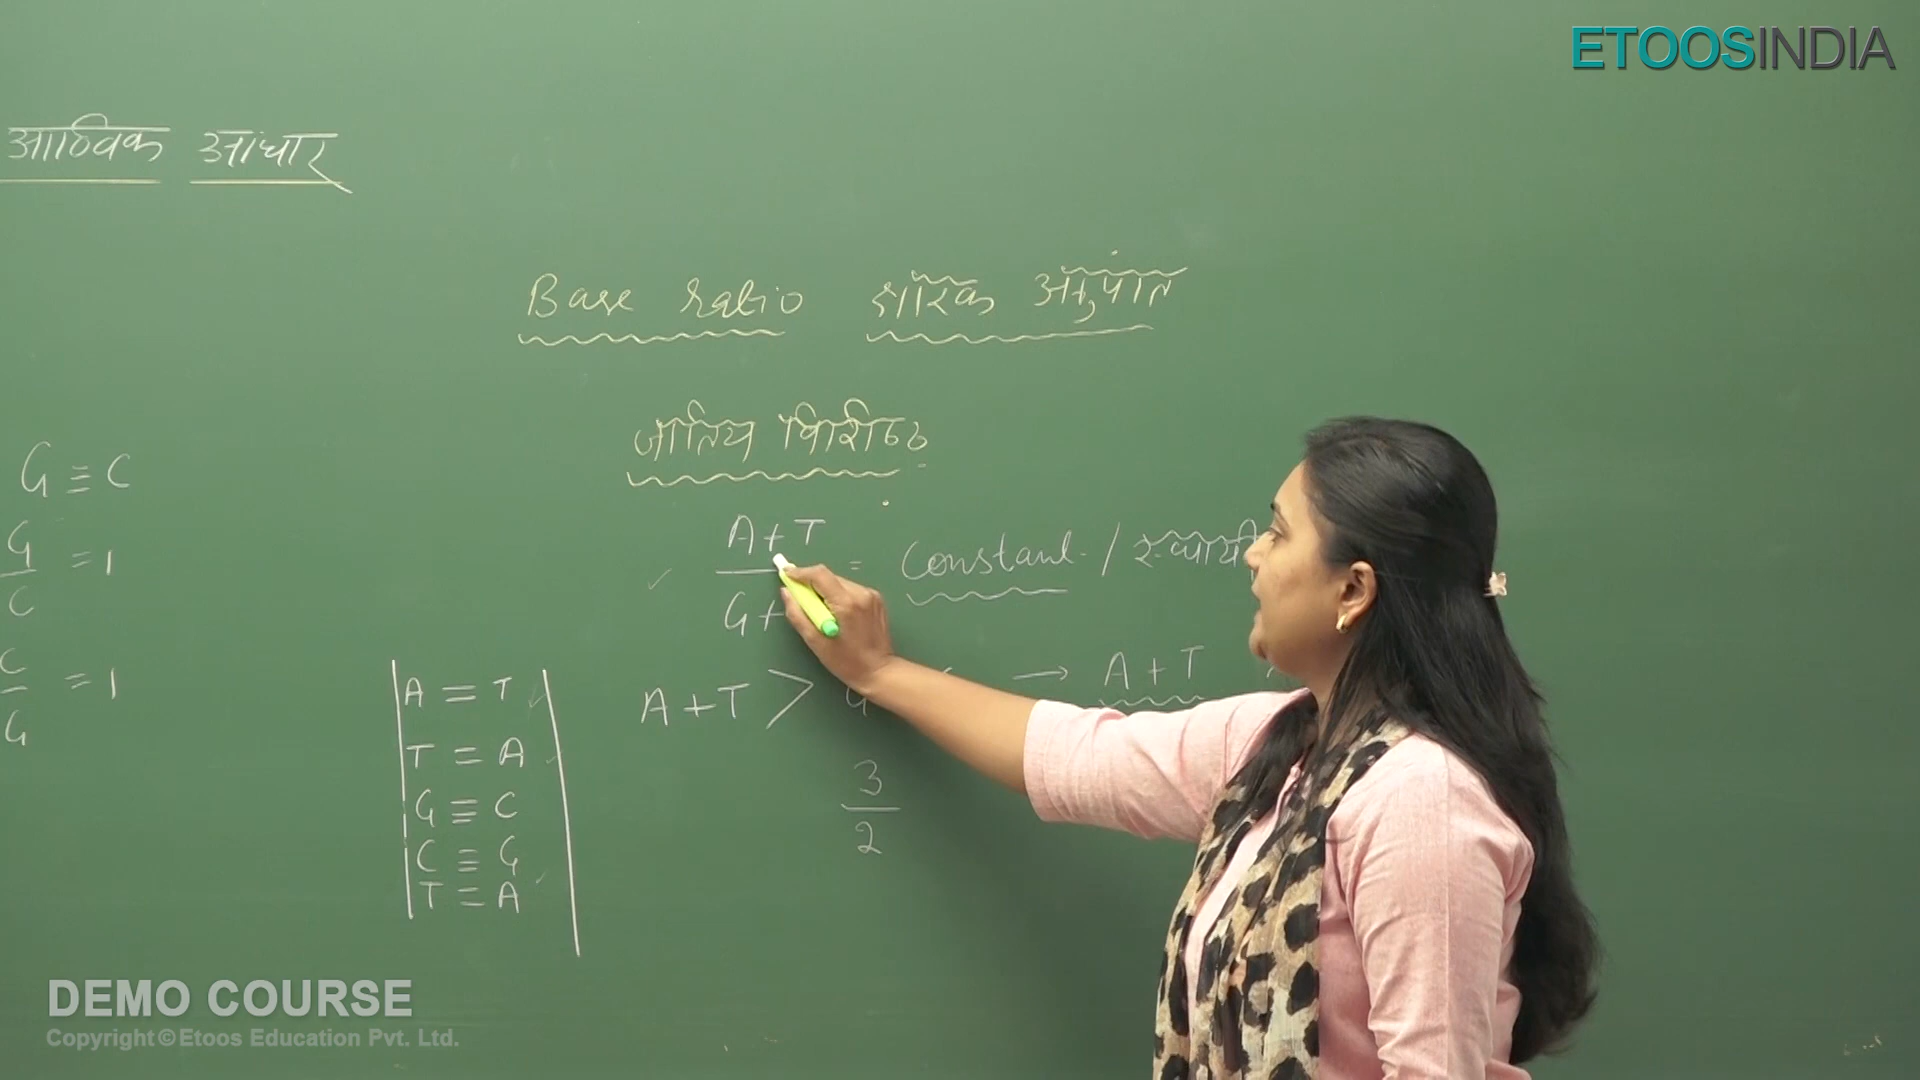 ETOOSINDIA
आण्विक आधार
Base ratio क्षारक अनुपात
जातिय विशिष्ट
G ≡ C
A+T
G = 1
= Constant / स्थायी
C
G+
C = 1
G
A = T
A+T >
→ A + T
T = A
G ≡ C
3
2
C ≡ G
T = A
DEMO COURSE
Copyright © Etoos Education Pvt. Ltd.